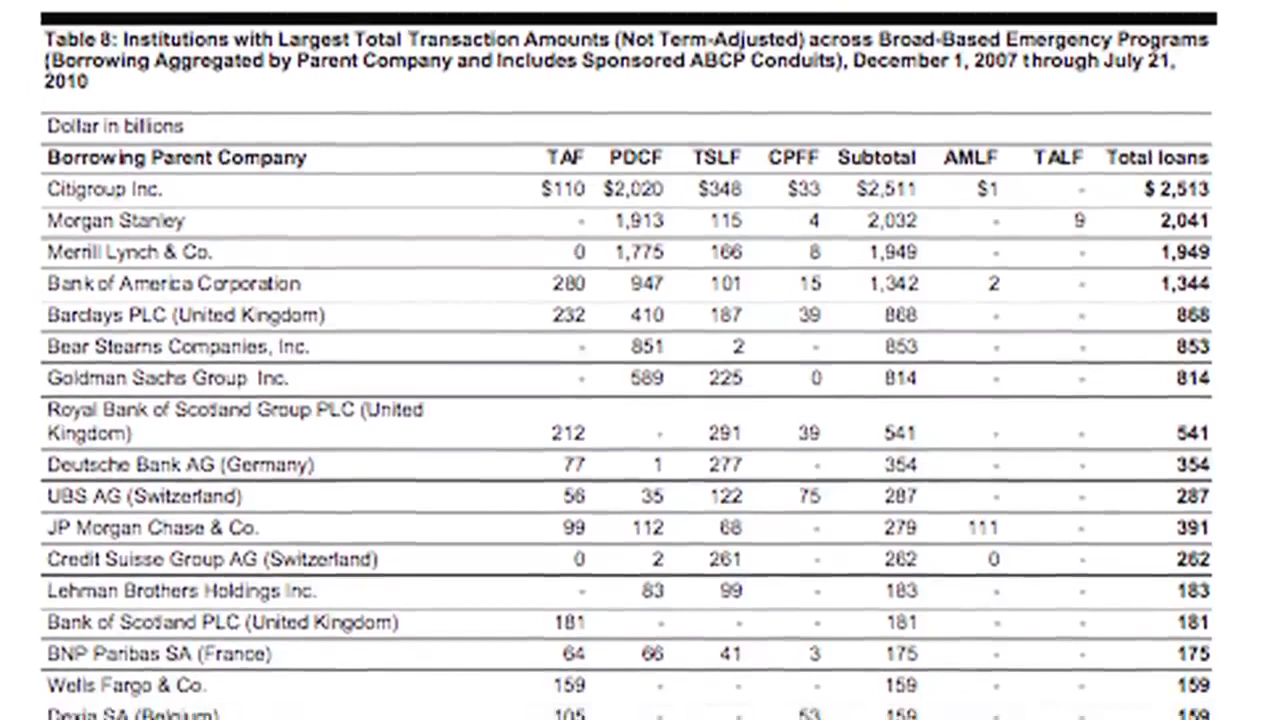 Table 8: Institutions with Largest Total Transaction Amounts (Not Term-Adjusted) across Broad-Based Emergency Programs
(Borrowing Aggregated by Parent Company and Includes Sponsored ABCP Conduits), December 1, 2007 through July 21,
2010
Dollar in billions
Borrowing Parent Company TAF PDCF TSLF CPFF Subtotal AMLF TALF Total loans
Citigroup Inc. $110 $2,020 $348 $33 $2,511 $1 - $ 2,513
Morgan Stanley - 1,913 115 4 2,032 - 9 2,041
Merrill Lynch & Co. 0 1,775 166 8 1,949 - - 1,949
Bank of America Corporation 280 947 101 15 1,342 2 - 1,344
Barclays PLC (United Kingdom) 232 410 187 39 868 - - 868
Bear Stearns Companies, Inc. - 851 2 - 853 - - 853
Goldman Sachs Group Inc. - 589 225 0 814 - - 814
Royal Bank of Scotland Group PLC (United
Kingdom) 212 - 291 39 541 - - 541
Deutsche Bank AG (Germany) 77 1 277 - 354 - - 354
UBS AG (Switzerland) 56 35 122 75 287 - - 287
JP Morgan Chase & Co. 99 112 68 - 279 111 - 391
Credit Suisse Group AG (Switzerland) 0 2 261 - 262 0 - 262
Lehman Brothers Holdings Inc. - 83 99 - 183 - - 183
Bank of Scotland PLC (United Kingdom) 181 - - - 181 - - 181
BNP Paribas SA (France) 64 66 41 3 175 - - 175
Wells Fargo & Co. 159 - - - 159 - - 159
Dexia SA (Belgium) 105 - - 53 159 - - 159